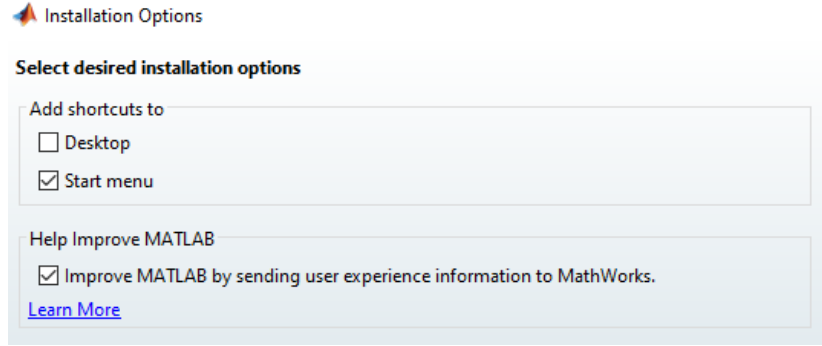 Installation Options
Select desired installation options
Add shortcuts to
Desktop
Start menu
Help Improve MATLAB
Improve MATLAB by sending user experience information to MathWorks.
Learn More